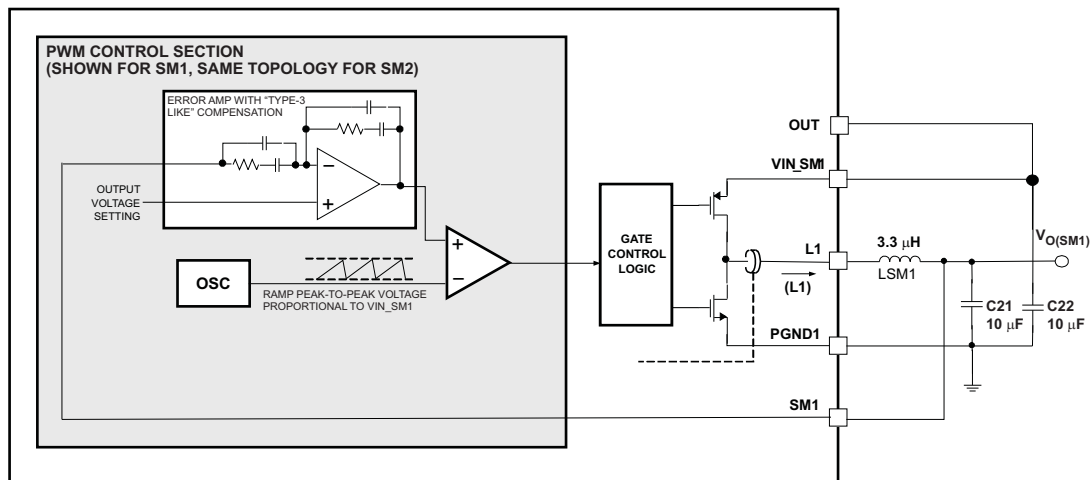 PWM CONTROL SECTION
(SHOWN FOR SM1, SAME TOPOLOGY FOR SM2)
ERROR AMP WITH “TYPE-3
LIKE” COMPENSATION
OUTPUT
VOLTAGE
SETTING
−
+
+
−
OSC
RAMP PEAK-TO-PEAK VOLTAGE
PROPORTIONAL TO VIN_SM1
GATE
CONTROL
LOGIC
OUT
VIN_SM1
L1
(L1)
PGND1
SM1
3.3 μH
LSM1
VO(SM1)
C21
10 μF
C22
10 μF